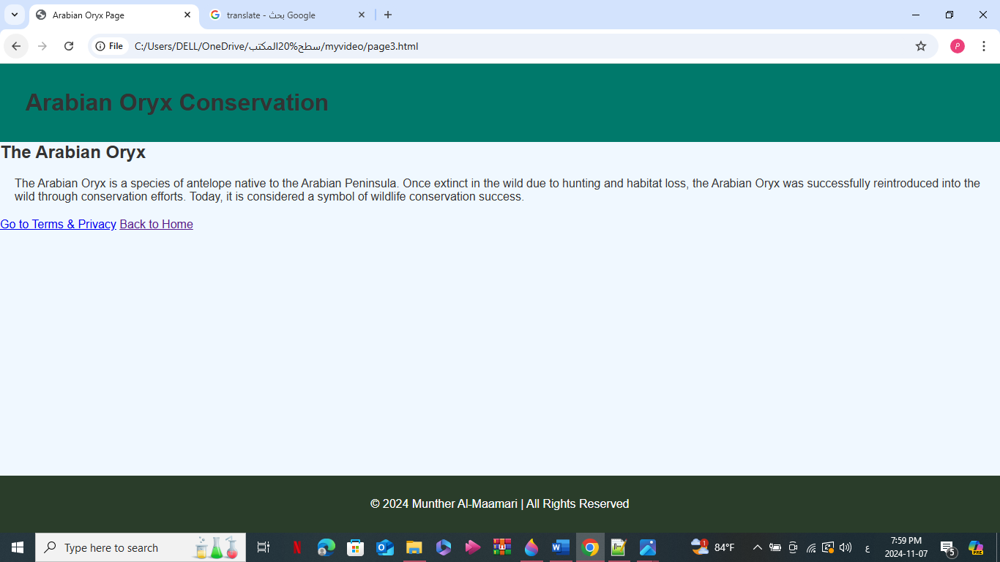 Arabian Oryx Page
translate - بحث Google
File
C:/Users/DELL/OneDrive/سطح%20المكتب/myvideo/page3.html
Arabian Oryx Conservation
The Arabian Oryx
The Arabian Oryx is a species of antelope native to the Arabian Peninsula. Once extinct in the wild due to hunting and habitat loss, the Arabian Oryx was successfully reintroduced into the
wild through conservation efforts. Today, it is considered a symbol of wildlife conservation success.
Go to Terms & Privacy Back to Home
© 2024 Munther Al-Maamari | All Rights Reserved
Type here to search
84°F
ع
7:59 PM
2024-11-07
5